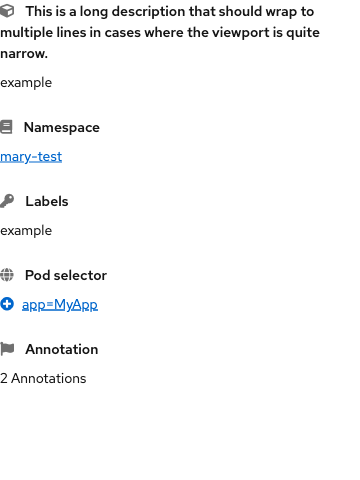 This is a long description that should wrap to
multiple lines in cases where the viewport is quite
narrow.
example
Namespace
mary-test
Labels
example
Pod selector
app=MyApp
Annotation
2 Annotations